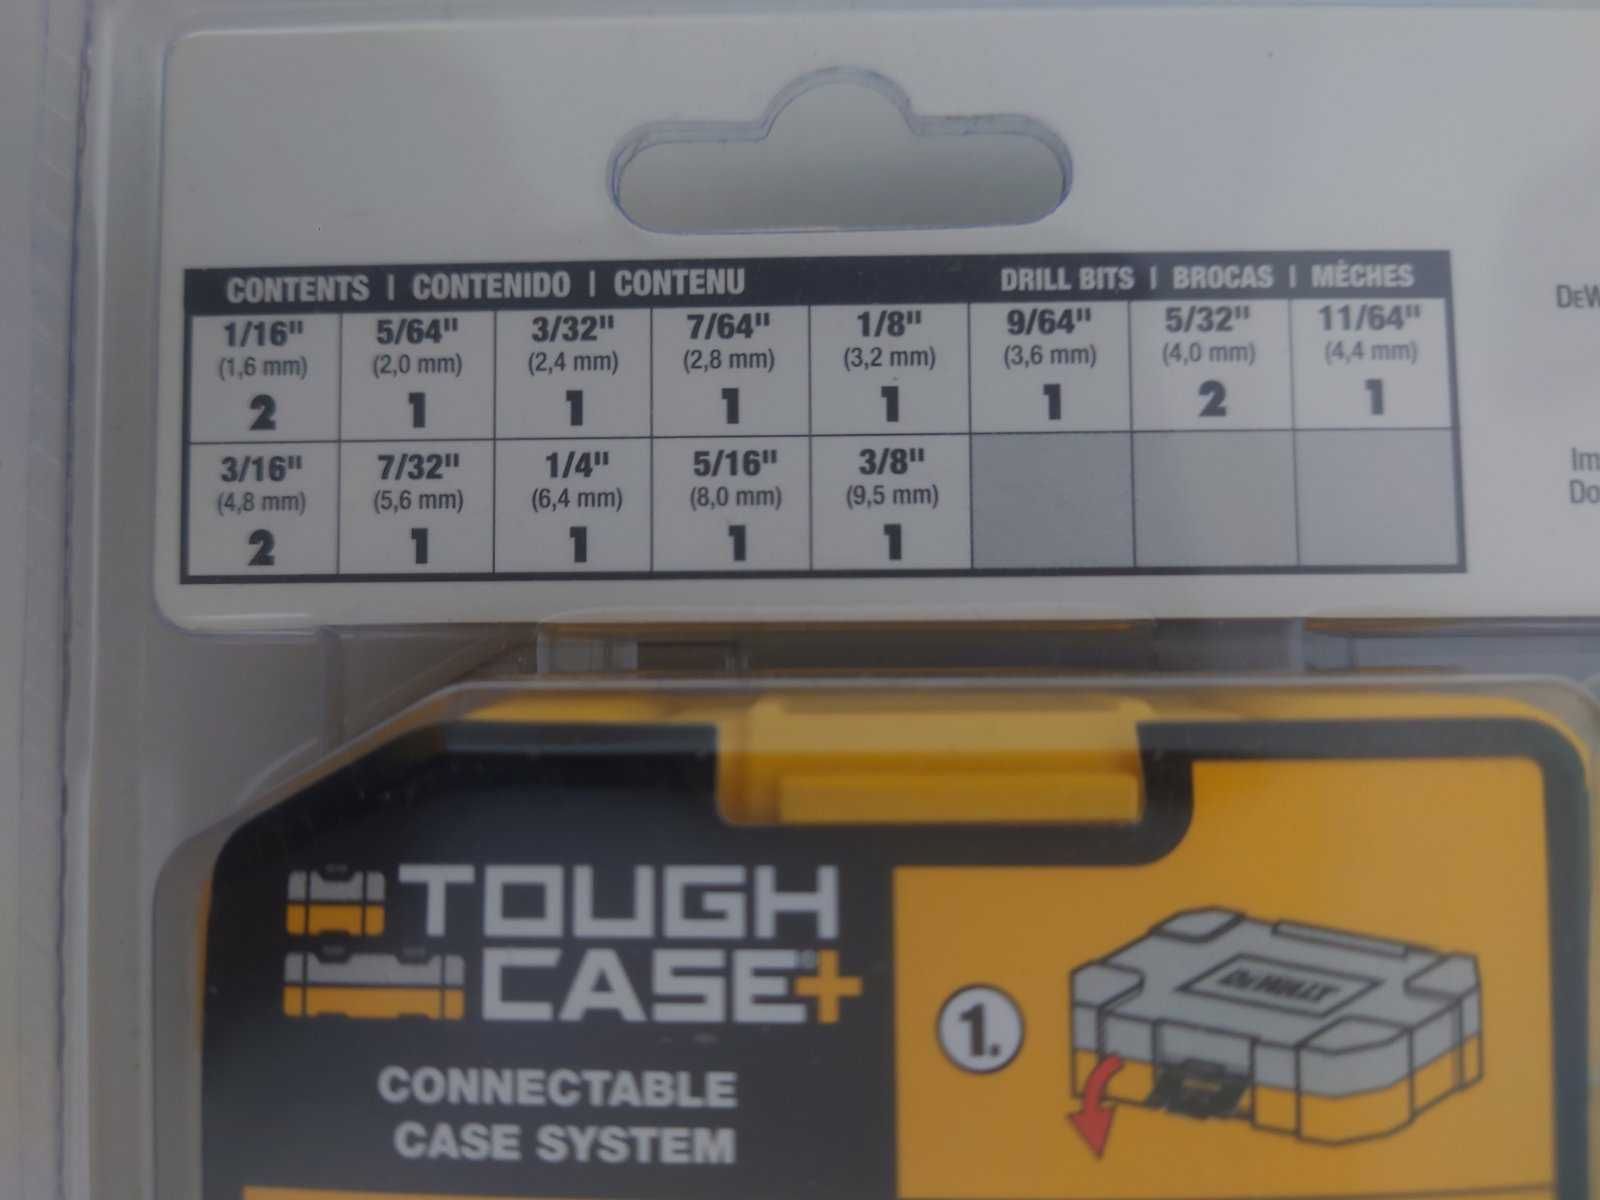 CONTENTS | CONTENIDO | CONTENU DRILL BITS | BROCAS | MÈCHES
1/16" 5/64" 3/32" 7/64" 1/8" 9/64" 5/32" 11/64"
(1,6 mm) (2,0 mm) (2,4 mm) (2,8 mm) (3,2 mm) (3,6 mm) (4,0 mm) (4,4 mm)
2 1 1 1 1 1 2 1
3/16" 7/32" 1/4" 5/16" 3/8"
(4,8 mm) (5,6 mm) (6,4 mm) (8,0 mm) (9,5 mm)
2 1 1 1 1
DEW
Im
Do
TOUGH
CASE+
CONNECTABLE
CASE SYSTEM
1.
DEWALT